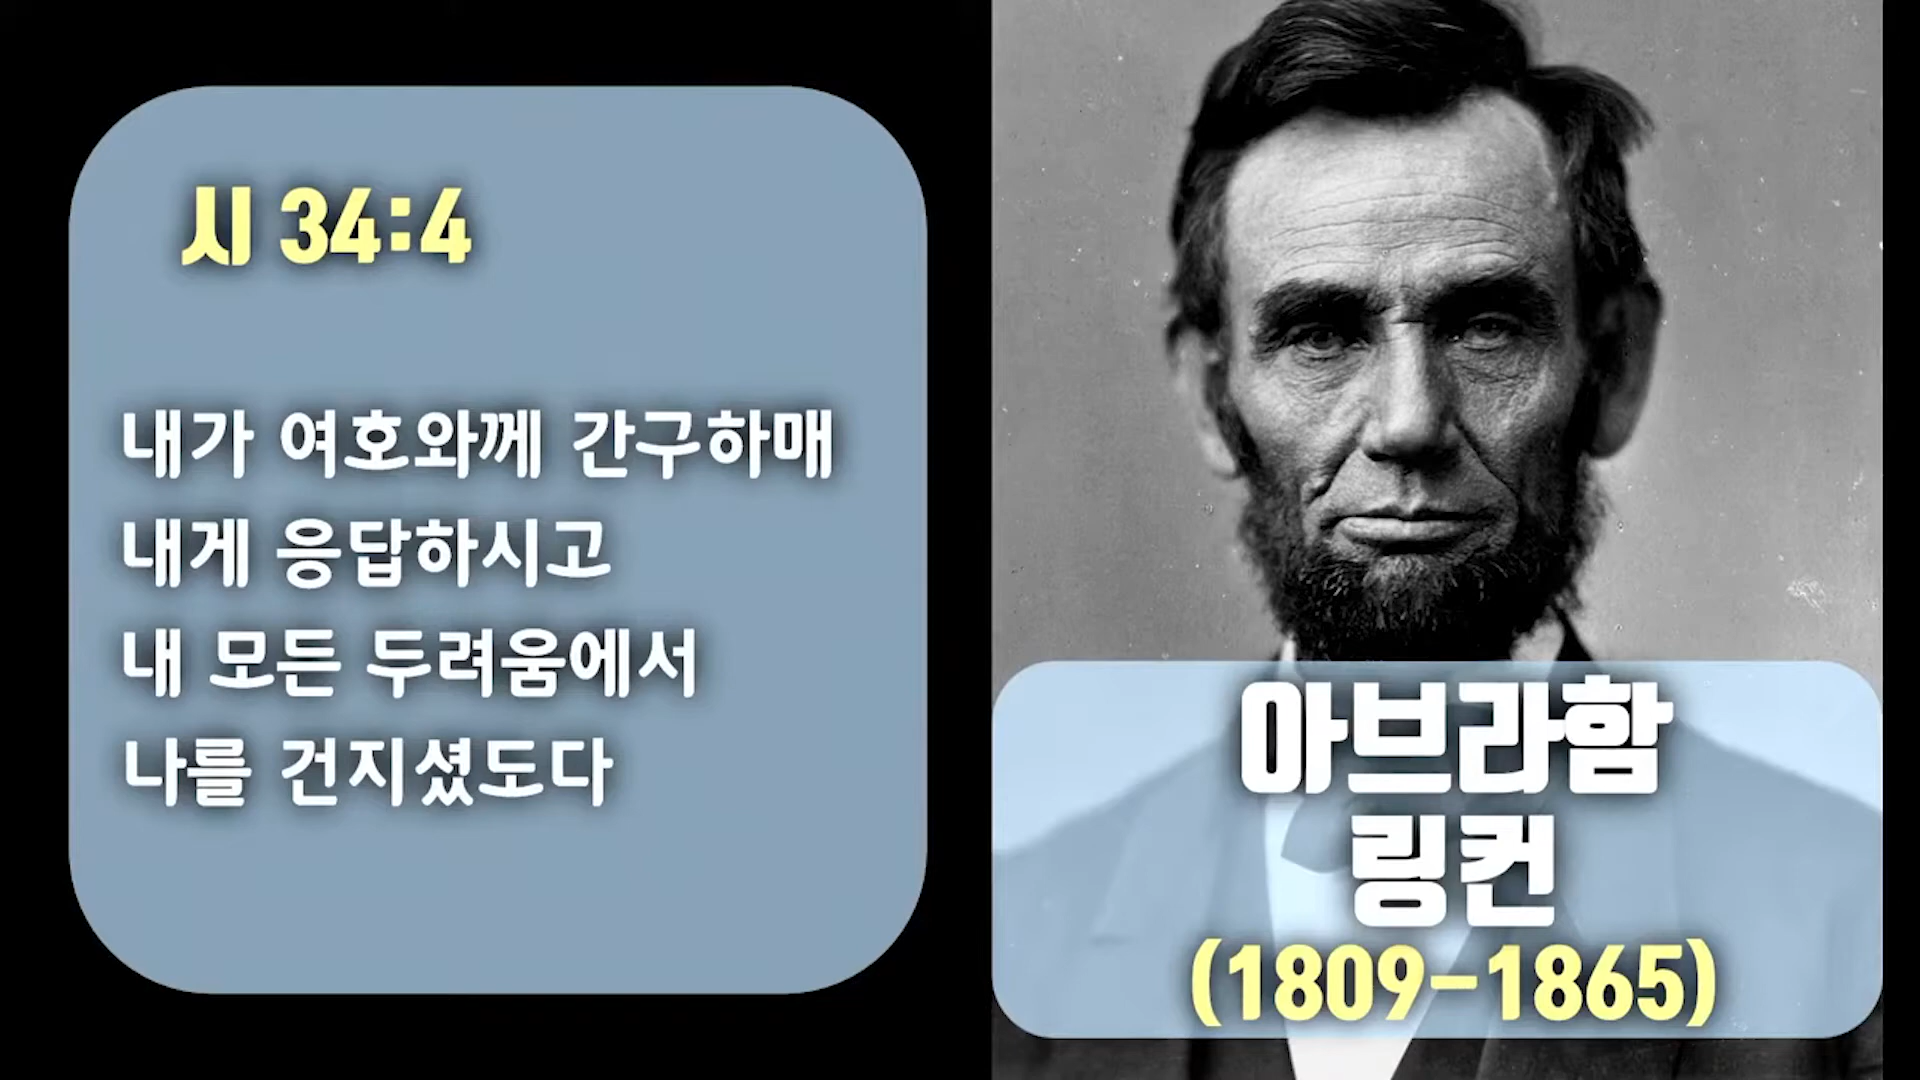 시 34:4
내가 여호와께 간구하매
내게 응답하시고
내 모든 두려움에서
나를 건지셨도다
아브라함
링컨
(1809-1865)